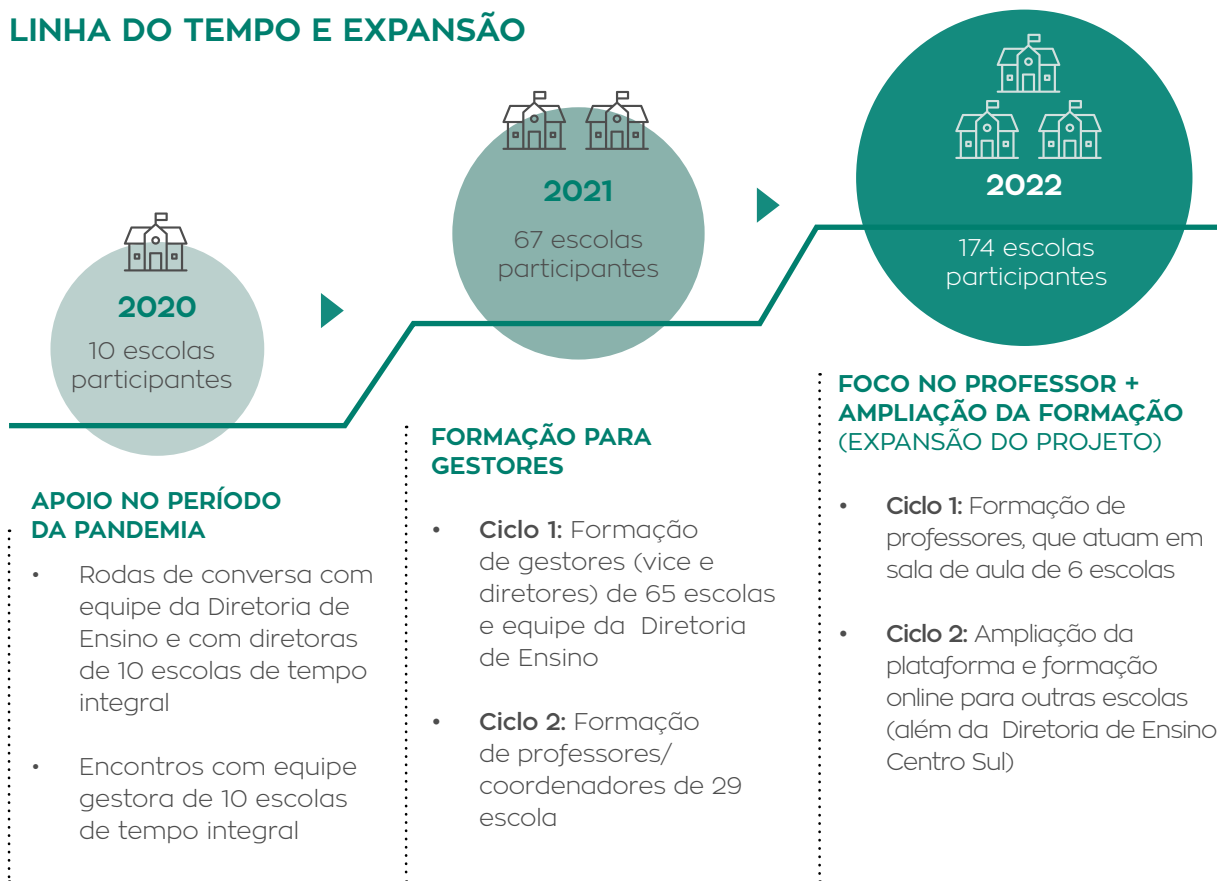 LINHA DO TEMPO E EXPANSÃO
2020
10 escolas
participantes
APOIO NO PERÍODO
DA PANDEMIA
• Rodas de conversa com
equipe da Diretoria de
Ensino e com diretoras
de 10 escolas de tempo
integral
• Encontros com equipe
gestora de 10 escolas
de tempo integral
2021
67 escolas
participantes
FORMAÇÃO PARA
GESTORES
• Ciclo 1: Formação
de gestores (vice e
diretores) de 65 escolas
e equipe da Diretoria
de Ensino
• Ciclo 2: Formação
de professores/
coordenadores de 29
escola
2022
174 escolas
participantes
FOCO NO PROFESSOR +
AMPLIAÇÃO DA FORMAÇÃO
(EXPANSÃO DO PROJETO)
• Ciclo 1: Formação de
professores, que atuam em
sala de aula de 6 escolas
• Ciclo 2: Ampliação da
plataforma e formação
online para outras escolas
(além da Diretoria de Ensino
Centro Sul)